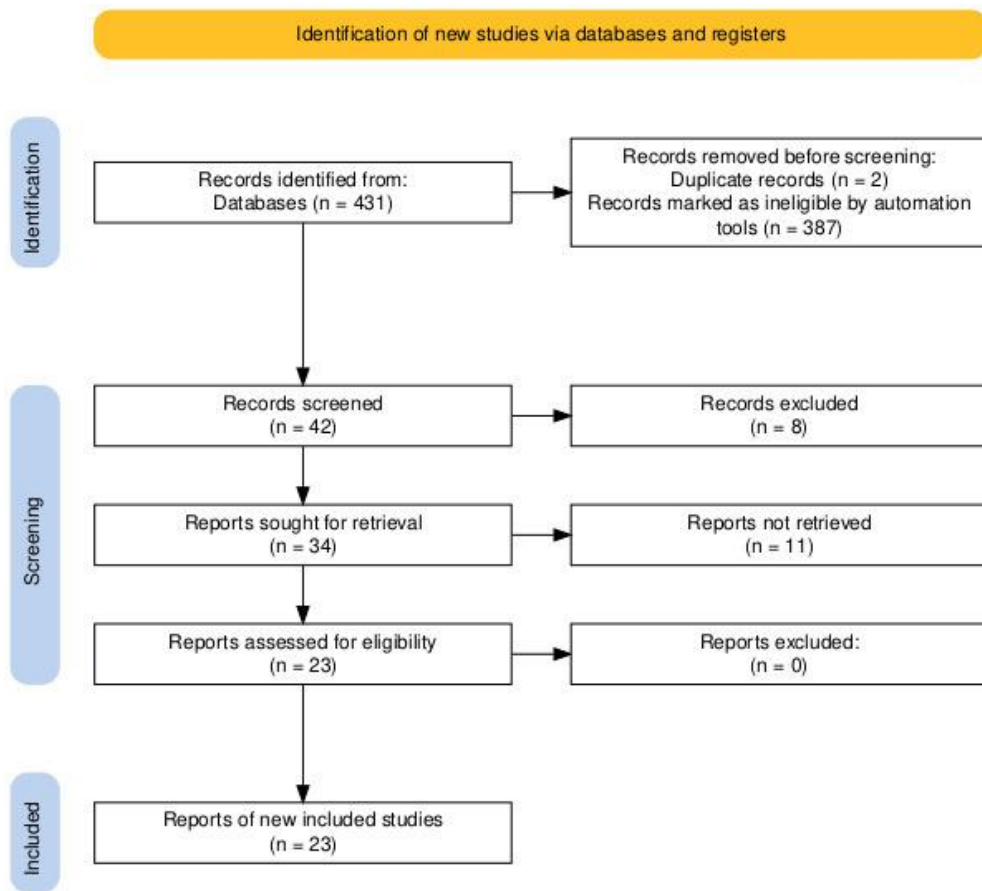 Identification of new studies via databases and registers
Identification
Records identified from:
Databases (n = 431)
Records removed before screening:
Duplicate records (n = 2)
Records marked as ineligible by automation
tools (n = 387)
Screening
Records screened
(n = 42)
Records excluded
(n = 8)
Reports sought for retrieval
(n = 34)
Reports not retrieved
(n = 11)
Reports assessed for eligibility
(n = 23)
Reports excluded:
(n = 0)
Included
Reports of new included studies
(n = 23)